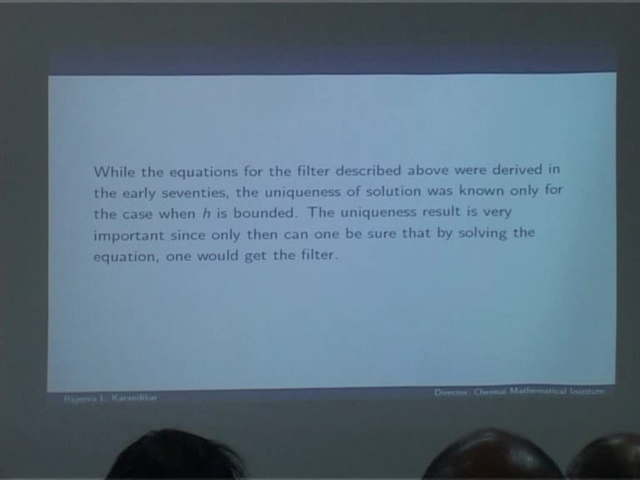 While the equations for the filter described above were derived in
the early seventies, the uniqueness of solution was known only for
the case when h is bounded. The uniqueness result is very
important since only then can one be sure that by solving the
equation, one would get the filter.
Rajeeva L. Karandikar
Director, Chennai Mathematical Institute